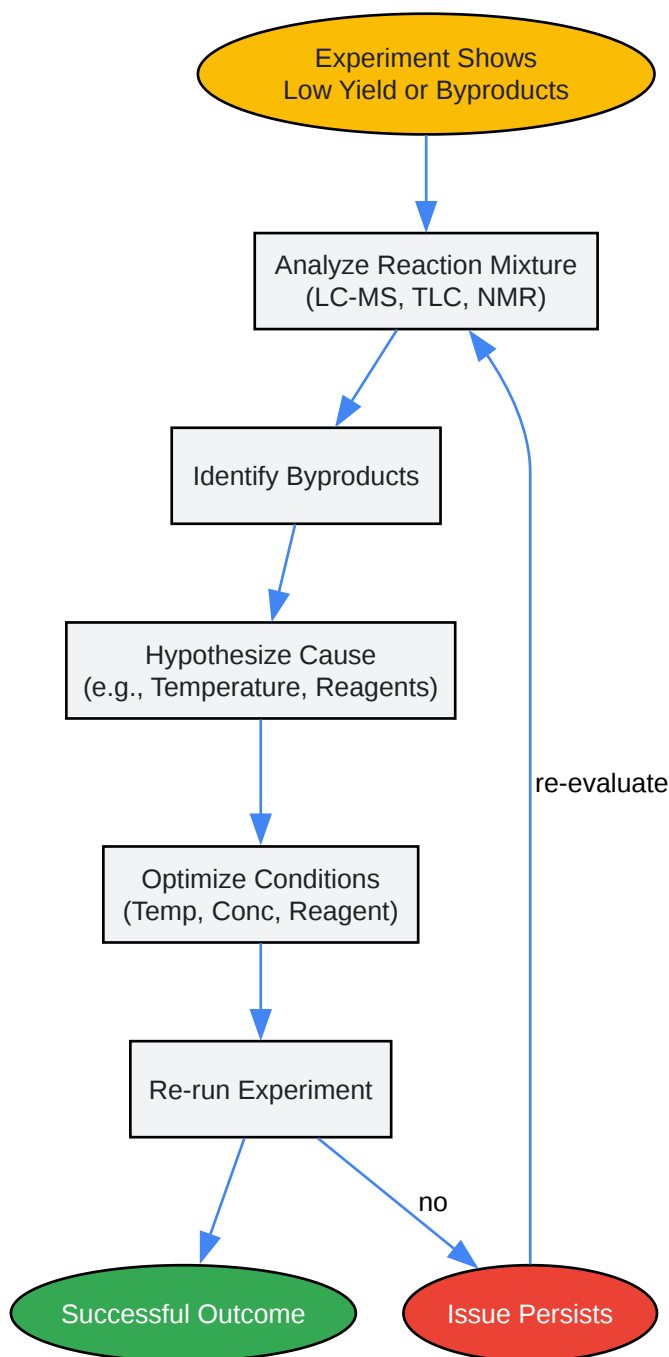 Experiment Shows
Low Yield or Byproducts
Analyze Reaction Mixture
(LC-MS, TLC, NMR)
Identify Byproducts
Hypothesize Cause
(e.g., Temperature, Reagents)
re-evaluate
Optimize Conditions
(Temp, Conc, Reagent)
Re-run Experiment
no
Successful Outcome
Issue Persists